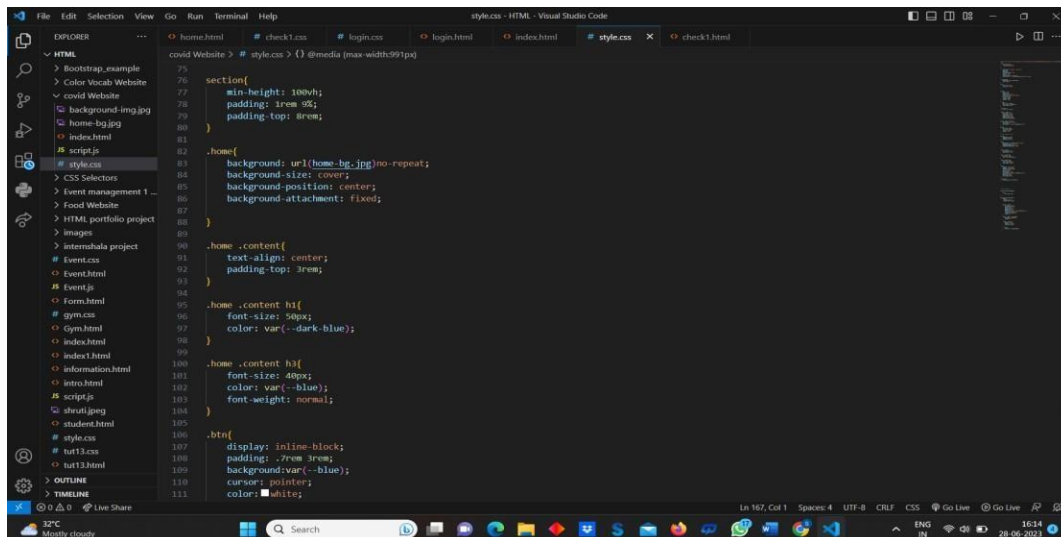 File Edit Selection View Go Run Terminal Help style.css - HTML - Visual Studio Code
EXPLORER ...
home.html # check1.css # login.css login.html index.html # style.css check1.html
covid Website > # style.css > {} @media (max-width:991px)
HTML
Bootstrap_example
Color Vocab Website
covid Website
background-img.jpg
home-bg.jpg
index.html
JS script.js
# style.css
CSS Selectors
Event management 1 ...
Food Website
HTML portfolio project
images
internshala project
# Event.css
Event.html
JS Event.js
Form.html
# gym.css
Gym.html
index.html
index1.html
information.html
intro.html
JS script.js
shruti.jpeg
student.html
# style.css
# tut13.css
tut13.html
OUTLINE
TIMELINE
75
76 section{
77 min-height: 100vh;
78 padding: 1rem 9%;
79 padding-top: 8rem;
80 }
81
82 .home{
83 background: url(home-bg.jpg)no-repeat;
84 background-size: cover;
85 background-position: center;
86 background-attachment: fixed;
87
88 }
89
90 .home .content{
91 text-align: center;
92 padding-top: 3rem;
93 }
94
95 .home .content h1{
96 font-size: 50px;
97 color: var(--dark-blue);
98 }
99
100 .home .content h3{
101 font-size: 40px;
102 color: var(--blue);
103 font-weight: normal;
104 }
105
106 .btn{
107 display: inline-block;
108 padding: .7rem 3rem;
109 background:var(--blue);
110 cursor: pointer;
111 color: white;
0 0 Live Share Ln 167, Col 1 Spaces: 4 UTF-8 CRLF CSS Go Live Go Live
32°C
Mostly cloudy
Search
ENG
IN
16:14
28-06-2023